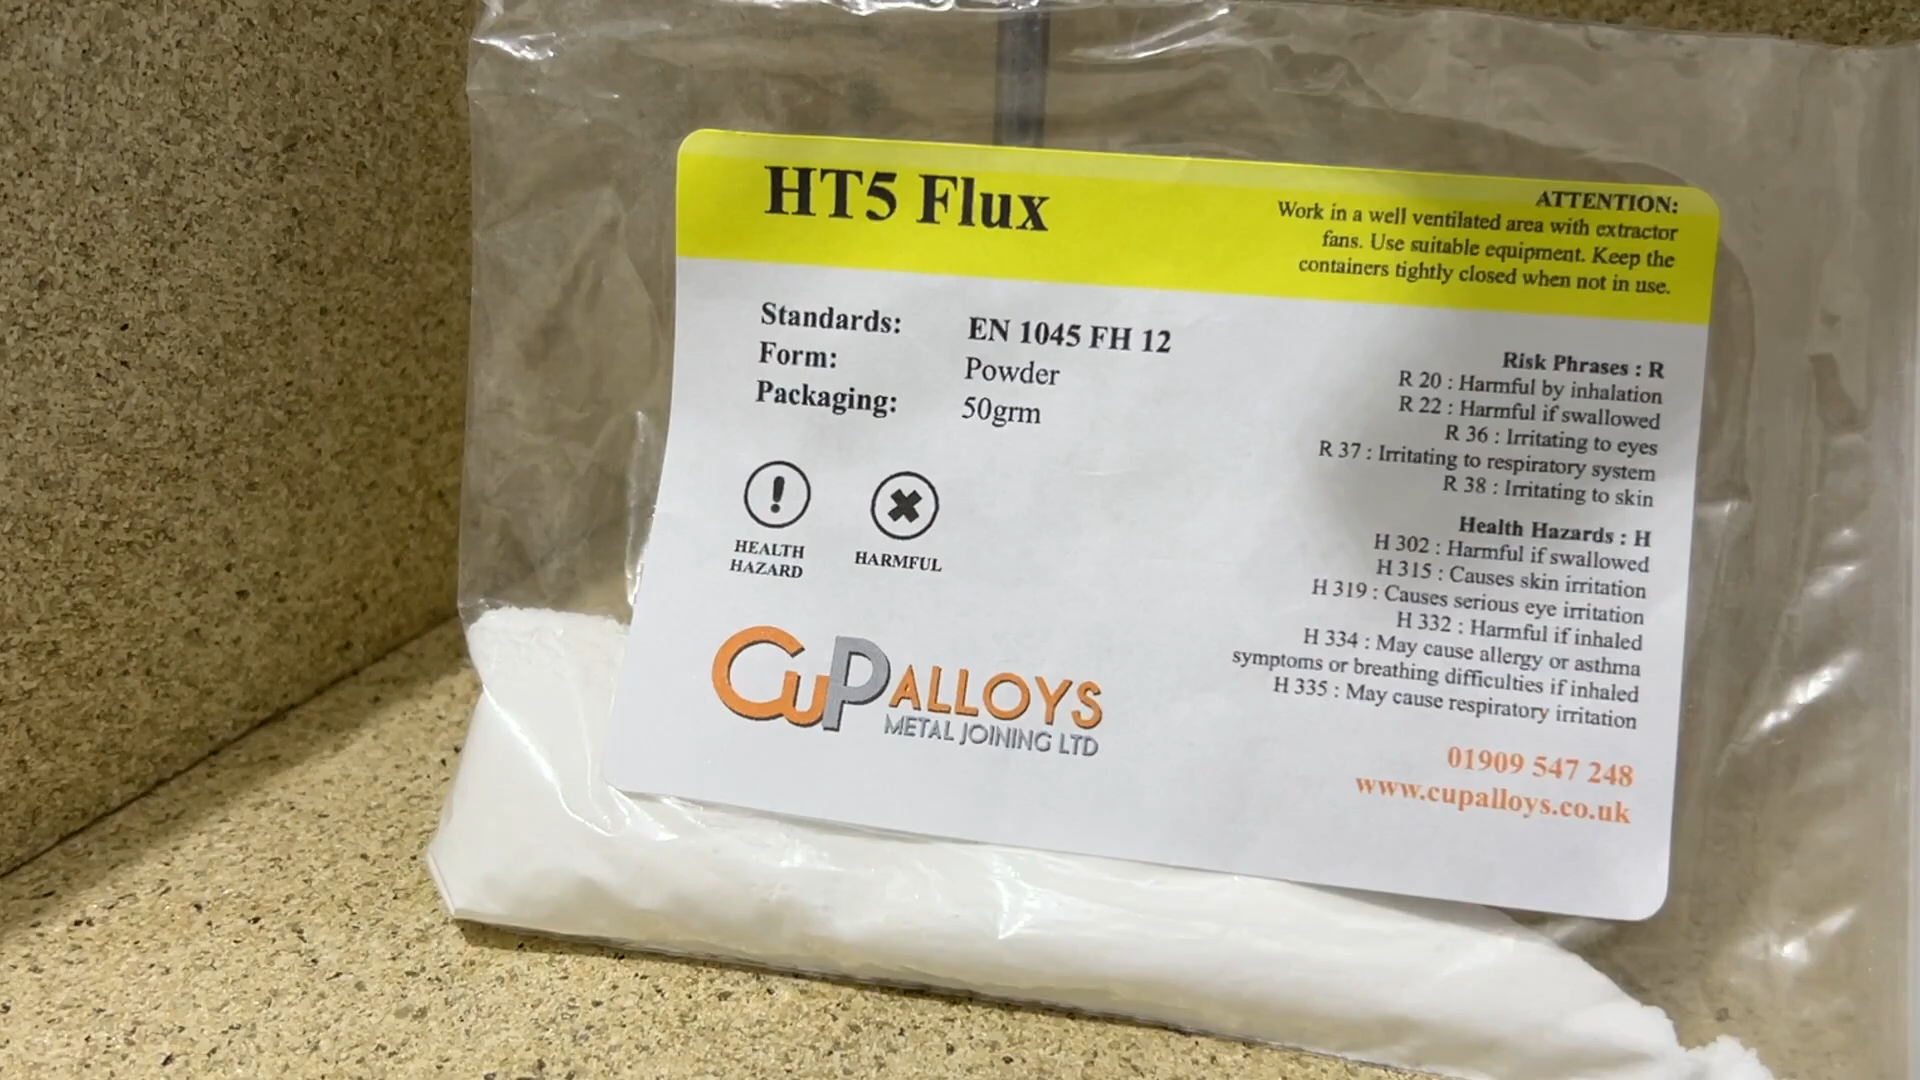 HT5 Flux
ATTENTION:
Work in a well ventilated area with extractor
fans. Use suitable equipment. Keep the
containers tightly closed when not in use.
Standards: EN 1045 FH 12
Form: Powder
Packaging: 50grm
HEALTH
HAZARD
HARMFUL
CuP ALLOYS
METAL JOINING LTD
Risk Phrases : R
R 20 : Harmful by inhalation
R 22 : Harmful if swallowed
R 36 : Irritating to eyes
R 37 : Irritating to respiratory system
R 38 : Irritating to skin
Health Hazards : H
H 302 : Harmful if swallowed
H 315 : Causes skin irritation
H 319 : Causes serious eye irritation
H 332 : Harmful if inhaled
H 334 : May cause allergy or asthma
symptoms or breathing difficulties if inhaled
H 335 : May cause respiratory irritation
01909 547 248
www.cupalloys.co.uk